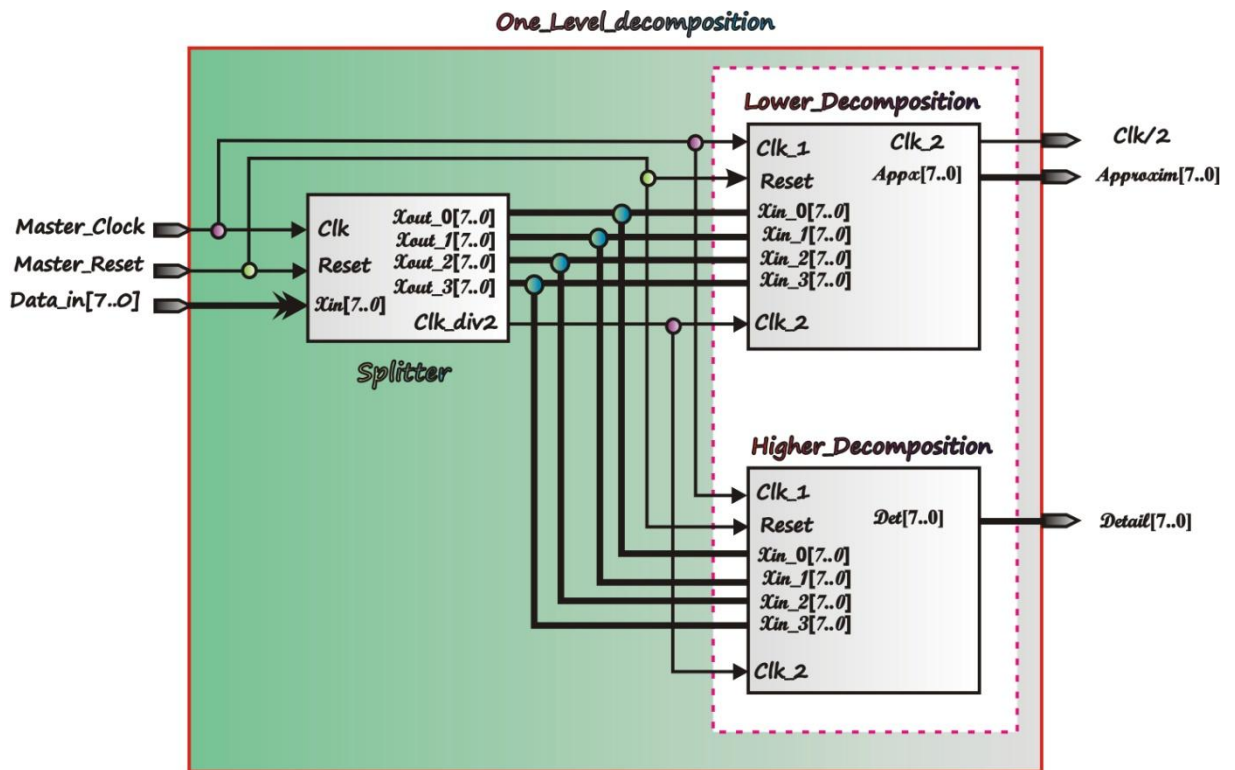 One_Level_decomposition
Master_Clock
Master_Reset
Data_in[7..0]
Clk
Reset
Xin[7..0]
Xout_0[7..0]
Xout_1[7..0]
Xout_2[7..0]
Xout_3[7..0]
Clk_div2
Splitter
Lower_Decomposition
Clk_1
Reset
Xin_0[7..0]
Xin_1[7..0]
Xin_2[7..0]
Xin_3[7..0]
Clk_2
Clk_2
Appx[7..0]
Clk/2
Approxim[7..0]
Higher_Decomposition
Clk_1
Reset
Xin_0[7..0]
Xin_1[7..0]
Xin_2[7..0]
Xin_3[7..0]
Clk_2
Det[7..0]
Detail[7..0]